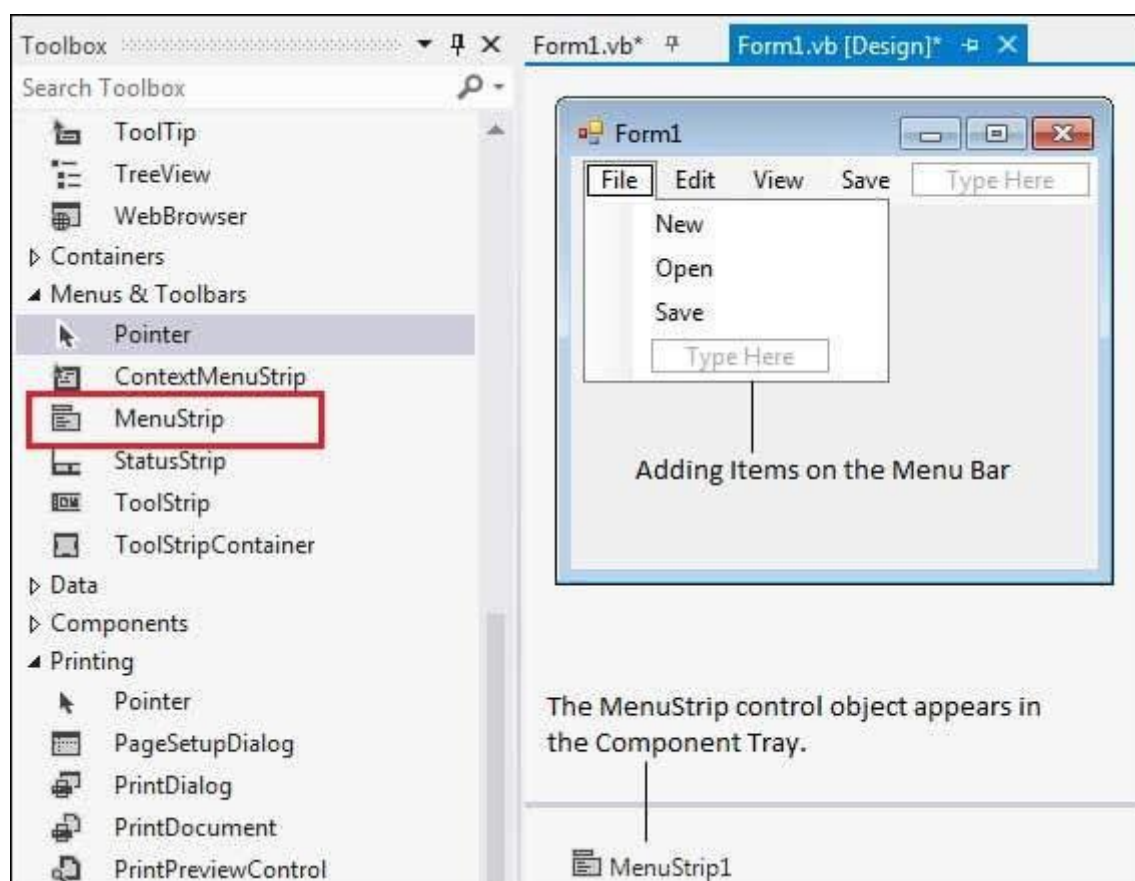 Toolbox
Search Toolbox
ToolTip
TreeView
WebBrowser
Containers
Menus & Toolbars
Pointer
ContextMenuStrip
MenuStrip
StatusStrip
ToolStrip
ToolStripContainer
Data
Components
Printing
Pointer
PageSetupDialog
PrintDialog
PrintDocument
PrintPreviewControl
Form1.vb* Form1.vb [Design]*
Form1
File Edit View Save Type Here
New
Open
Save
Type Here
Adding Items on the Menu Bar
The MenuStrip control object appears in
the Component Tray.
MenuStrip1